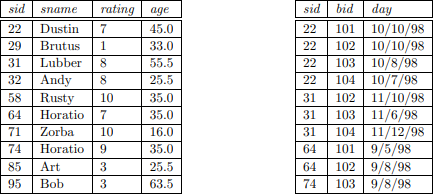 sid sname rating age
22 Dustin 7 45.0
29 Brutus 1 33.0
31 Lubber 8 55.5
32 Andy 8 25.5
58 Rusty 10 35.0
64 Horatio 7 35.0
71 Zorba 10 16.0
74 Horatio 9 35.0
85 Art 3 25.5
95 Bob 3 63.5
sid bid day
22 101 10/10/98
22 102 10/10/98
22 103 10/8/98
22 104 10/7/98
31 102 11/10/98
31 103 11/6/98
31 104 11/12/98
64 101 9/5/98
64 102 9/8/98
74 103 9/8/98